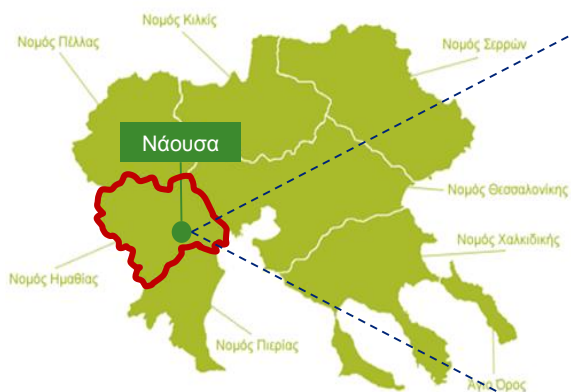 Νομός Κιλκίς
Νομός Πέλλας
Νομός Σερρών
Νάουσα
Νομός Θεσσαλονίκης
Νομός Χαλκιδικής
Νομός Ημαθίας
Νομός Πιερίας
Άγιο Όρος